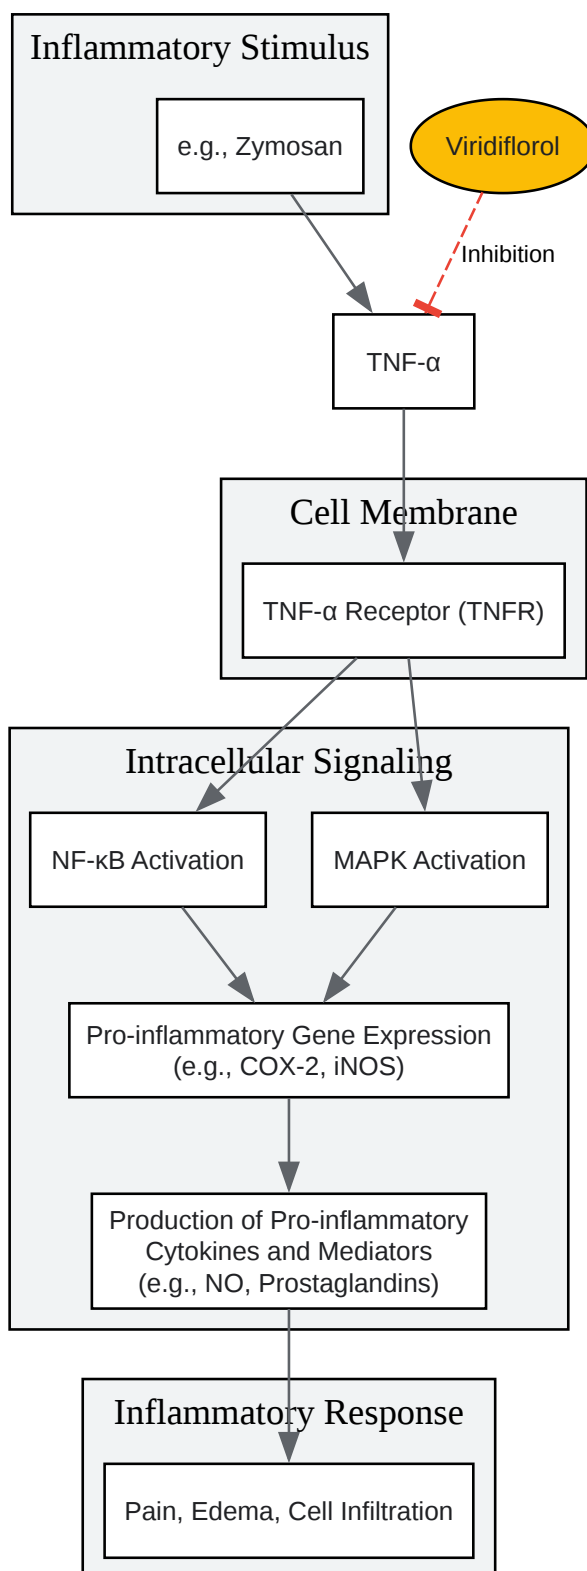 Inflammatory Stimulus
e.g., Zymosan
Viridiflorol
Inhibition
TNF-α
Cell Membrane
TNF-α Receptor (TNFR)
Intracellular Signaling
NF-κB Activation
MAPK Activation
Pro-inflammatory Gene Expression
(e.g., COX-2, iNOS)
Production of Pro-inflammatory
Cytokines and Mediators
(e.g., NO, Prostaglandins)
Inflammatory Response
Pain, Edema, Cell Infiltration